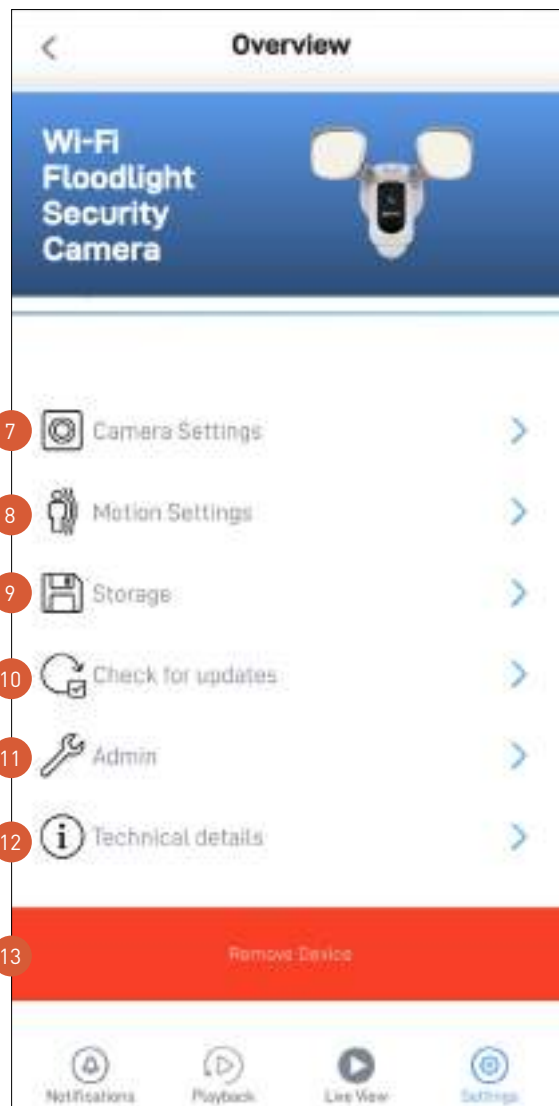 Overview
Wi-Fi
Floodlight
Security
Camera
7 Camera Settings
8 Motion Settings
9 Storage
10 Check for updates
11 Admin
12 Technical details
13 Remove Device
Notifications Playback Live View Settings